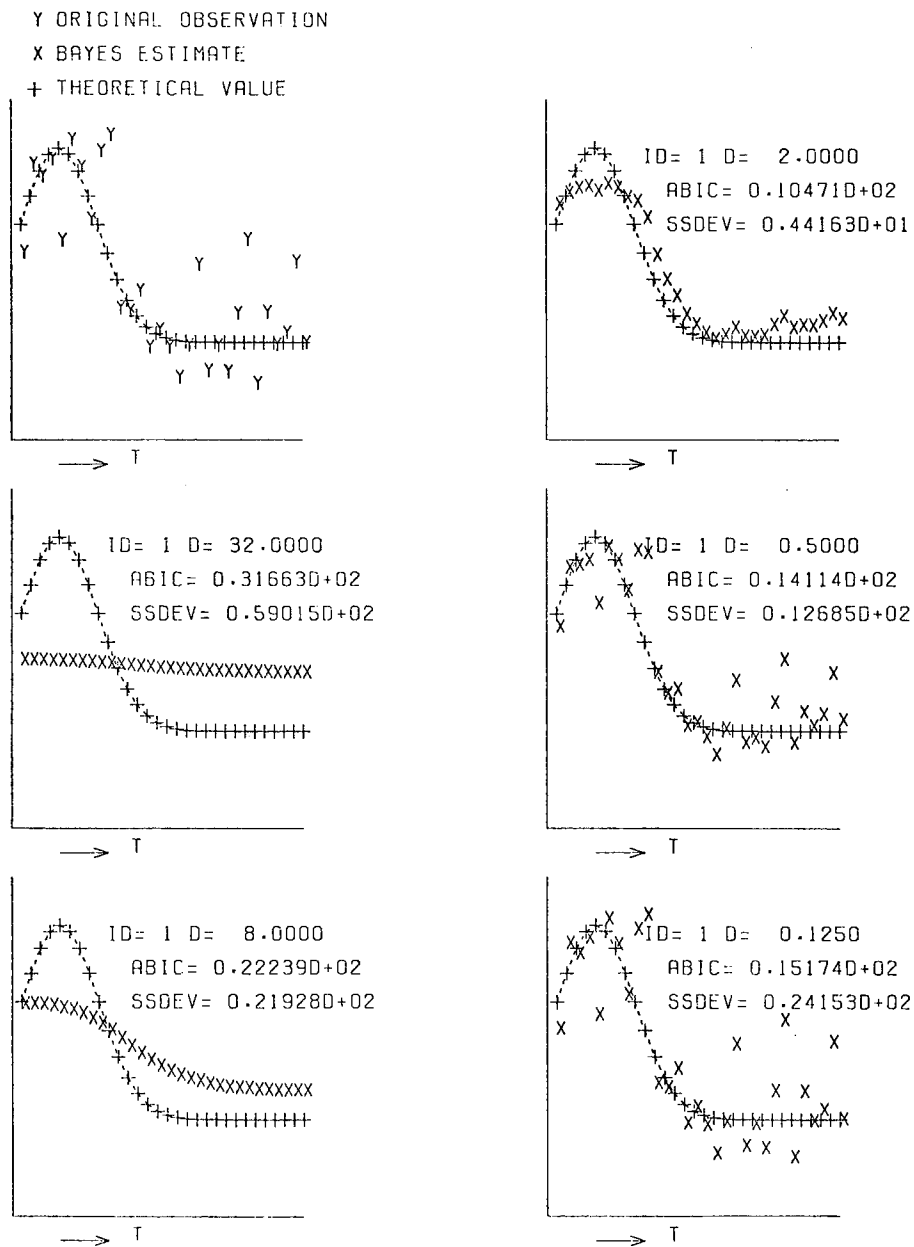 Y ORIGINAL OBSERVATION
X BAYES ESTIMATE
+ THEORETICAL VALUE
T
ID= 1 D= 2.0000
ABIC= 0.10471D+02
SSDEV= 0.44163D+01
T
ID= 1 D= 32.0000
ABIC= 0.31663D+02
SSDEV= 0.59015D+02
T
ID= 1 D= 0.5000
ABIC= 0.14114D+02
SSDEV= 0.12685D+02
T
ID= 1 D= 8.0000
ABIC= 0.22239D+02
SSDEV= 0.21928D+02
T
ID= 1 D= 0.1250
ABIC= 0.15174D+02
SSDEV= 0.24153D+02
T